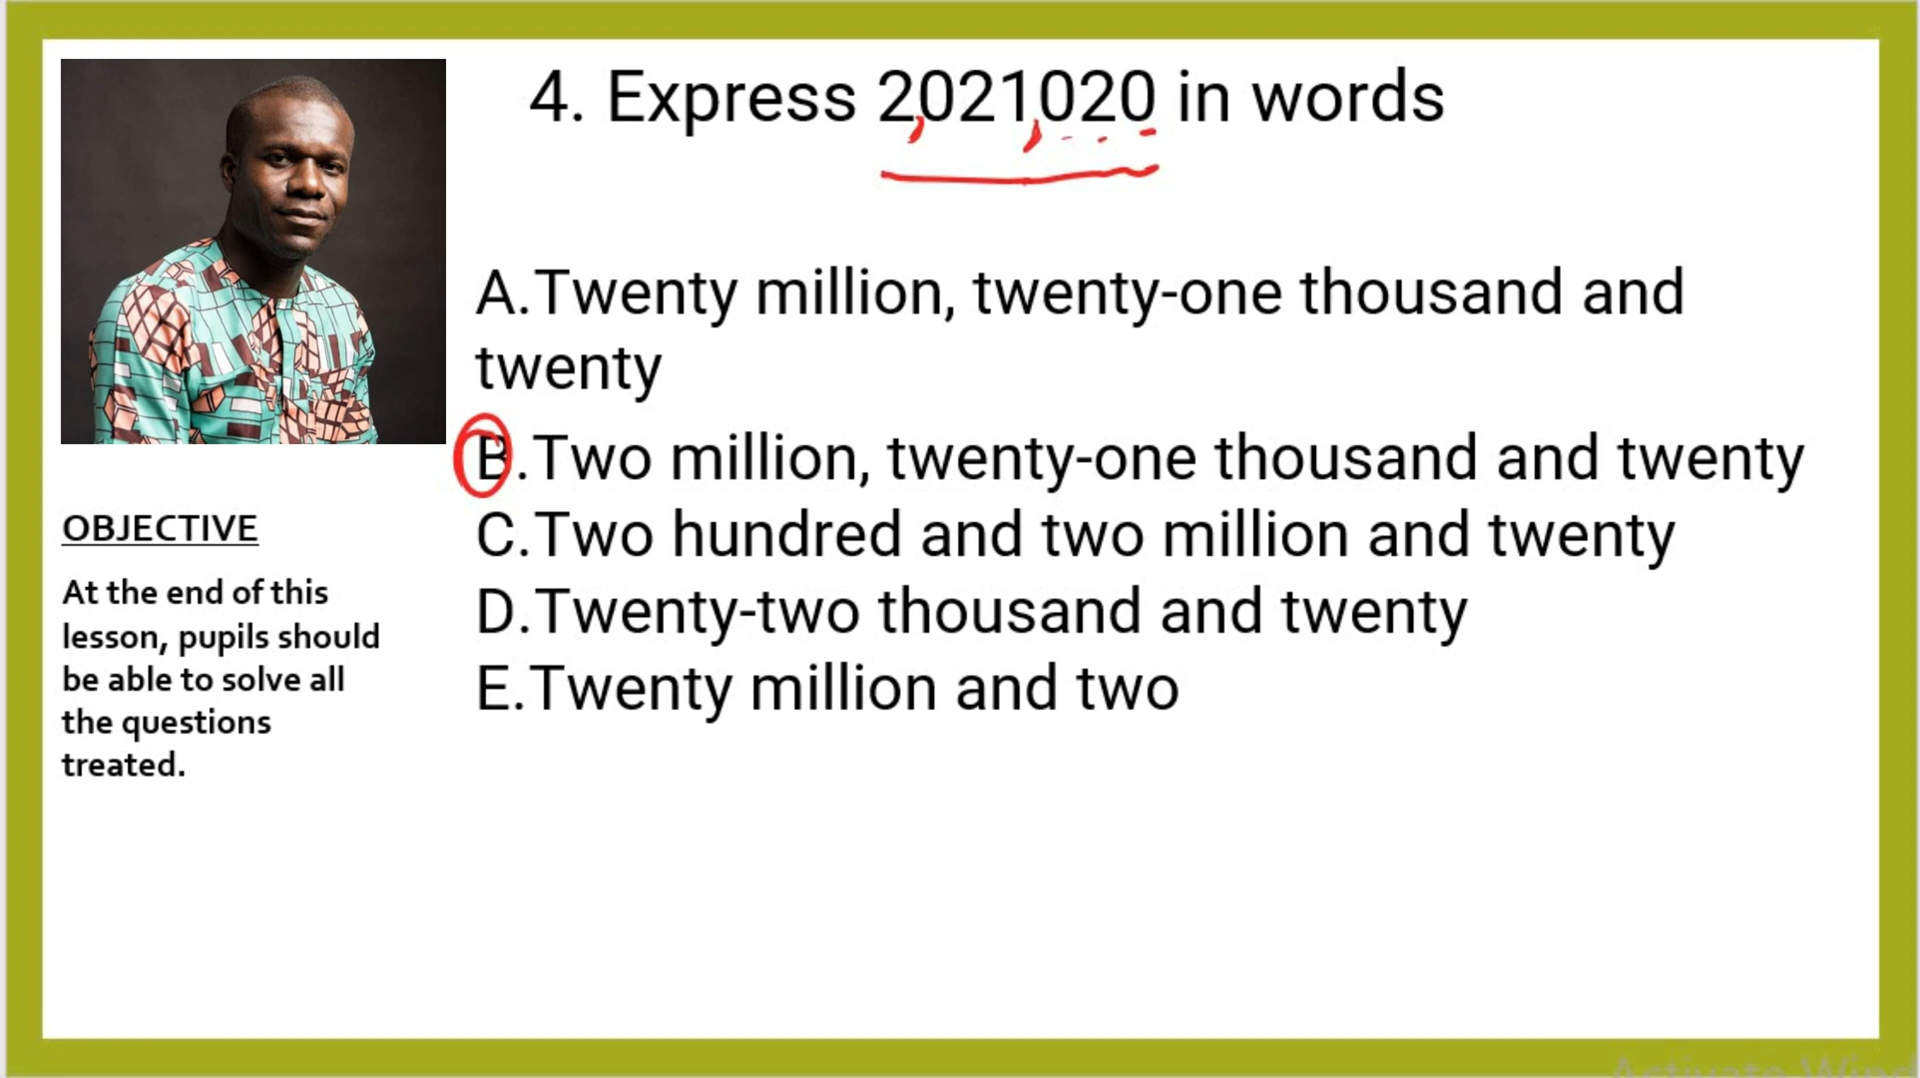 4. Express 2021020 in words
A.Twenty million, twenty-one thousand and
twenty
B.Two million, twenty-one thousand and twenty
C.Two hundred and two million and twenty
D.Twenty-two thousand and twenty
E.Twenty million and two
OBJECTIVE
At the end of this
lesson, pupils should
be able to solve all
the questions
treated.